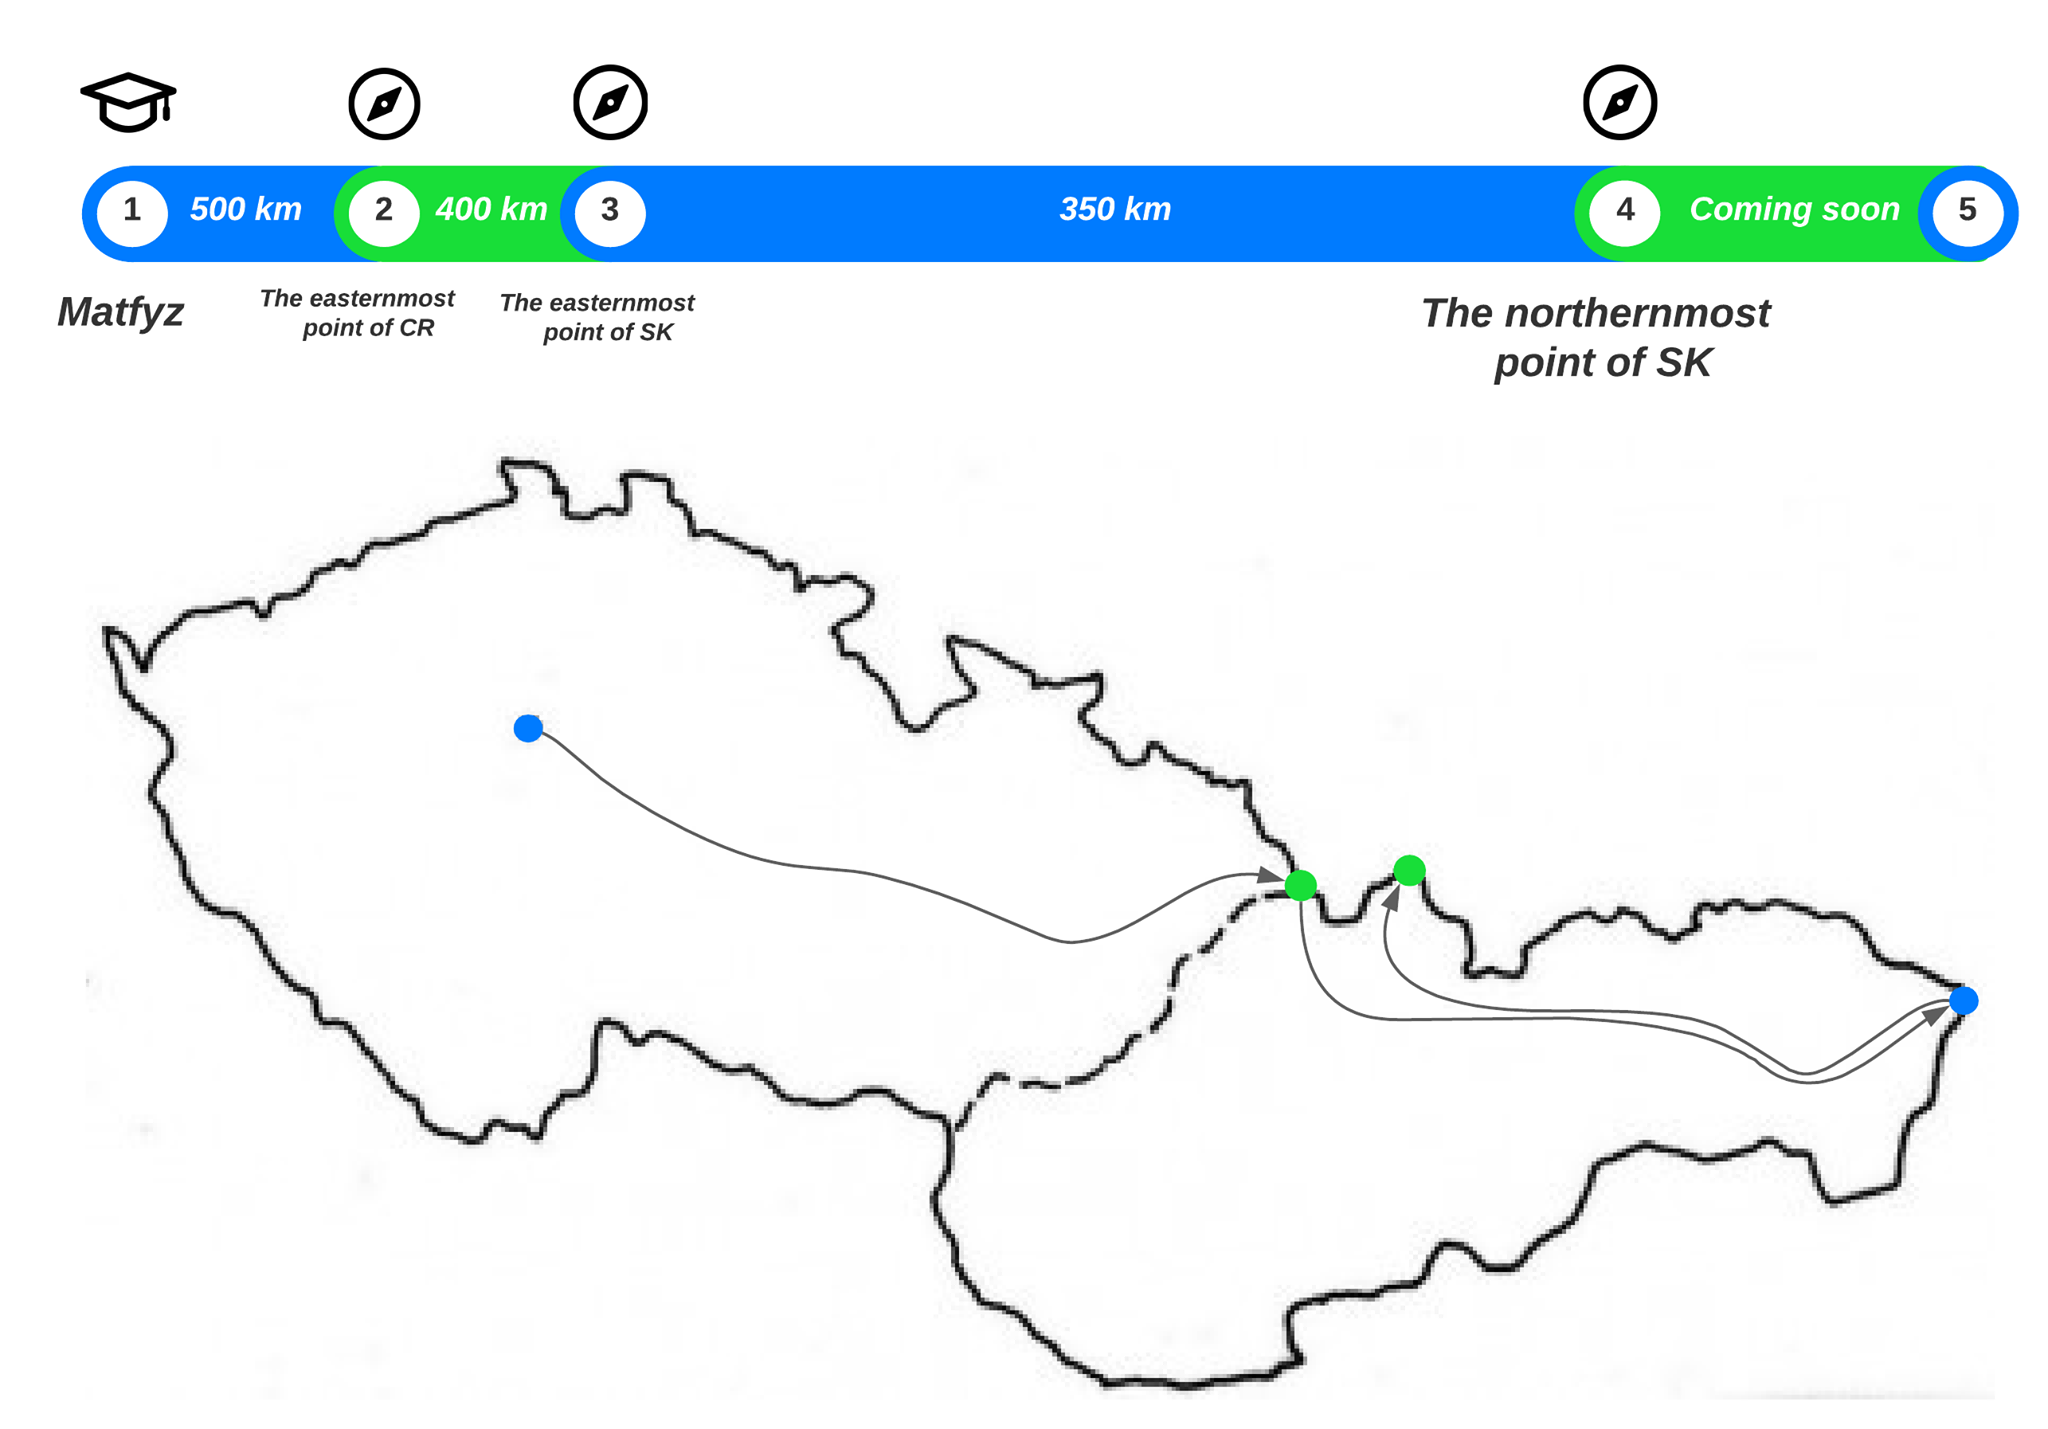 1 500 km 2 400 km 3 350 km 4 Coming soon 5
Matfyz
The easternmost
point of CR
The easternmost
point of SK
The northernmost
point of SK